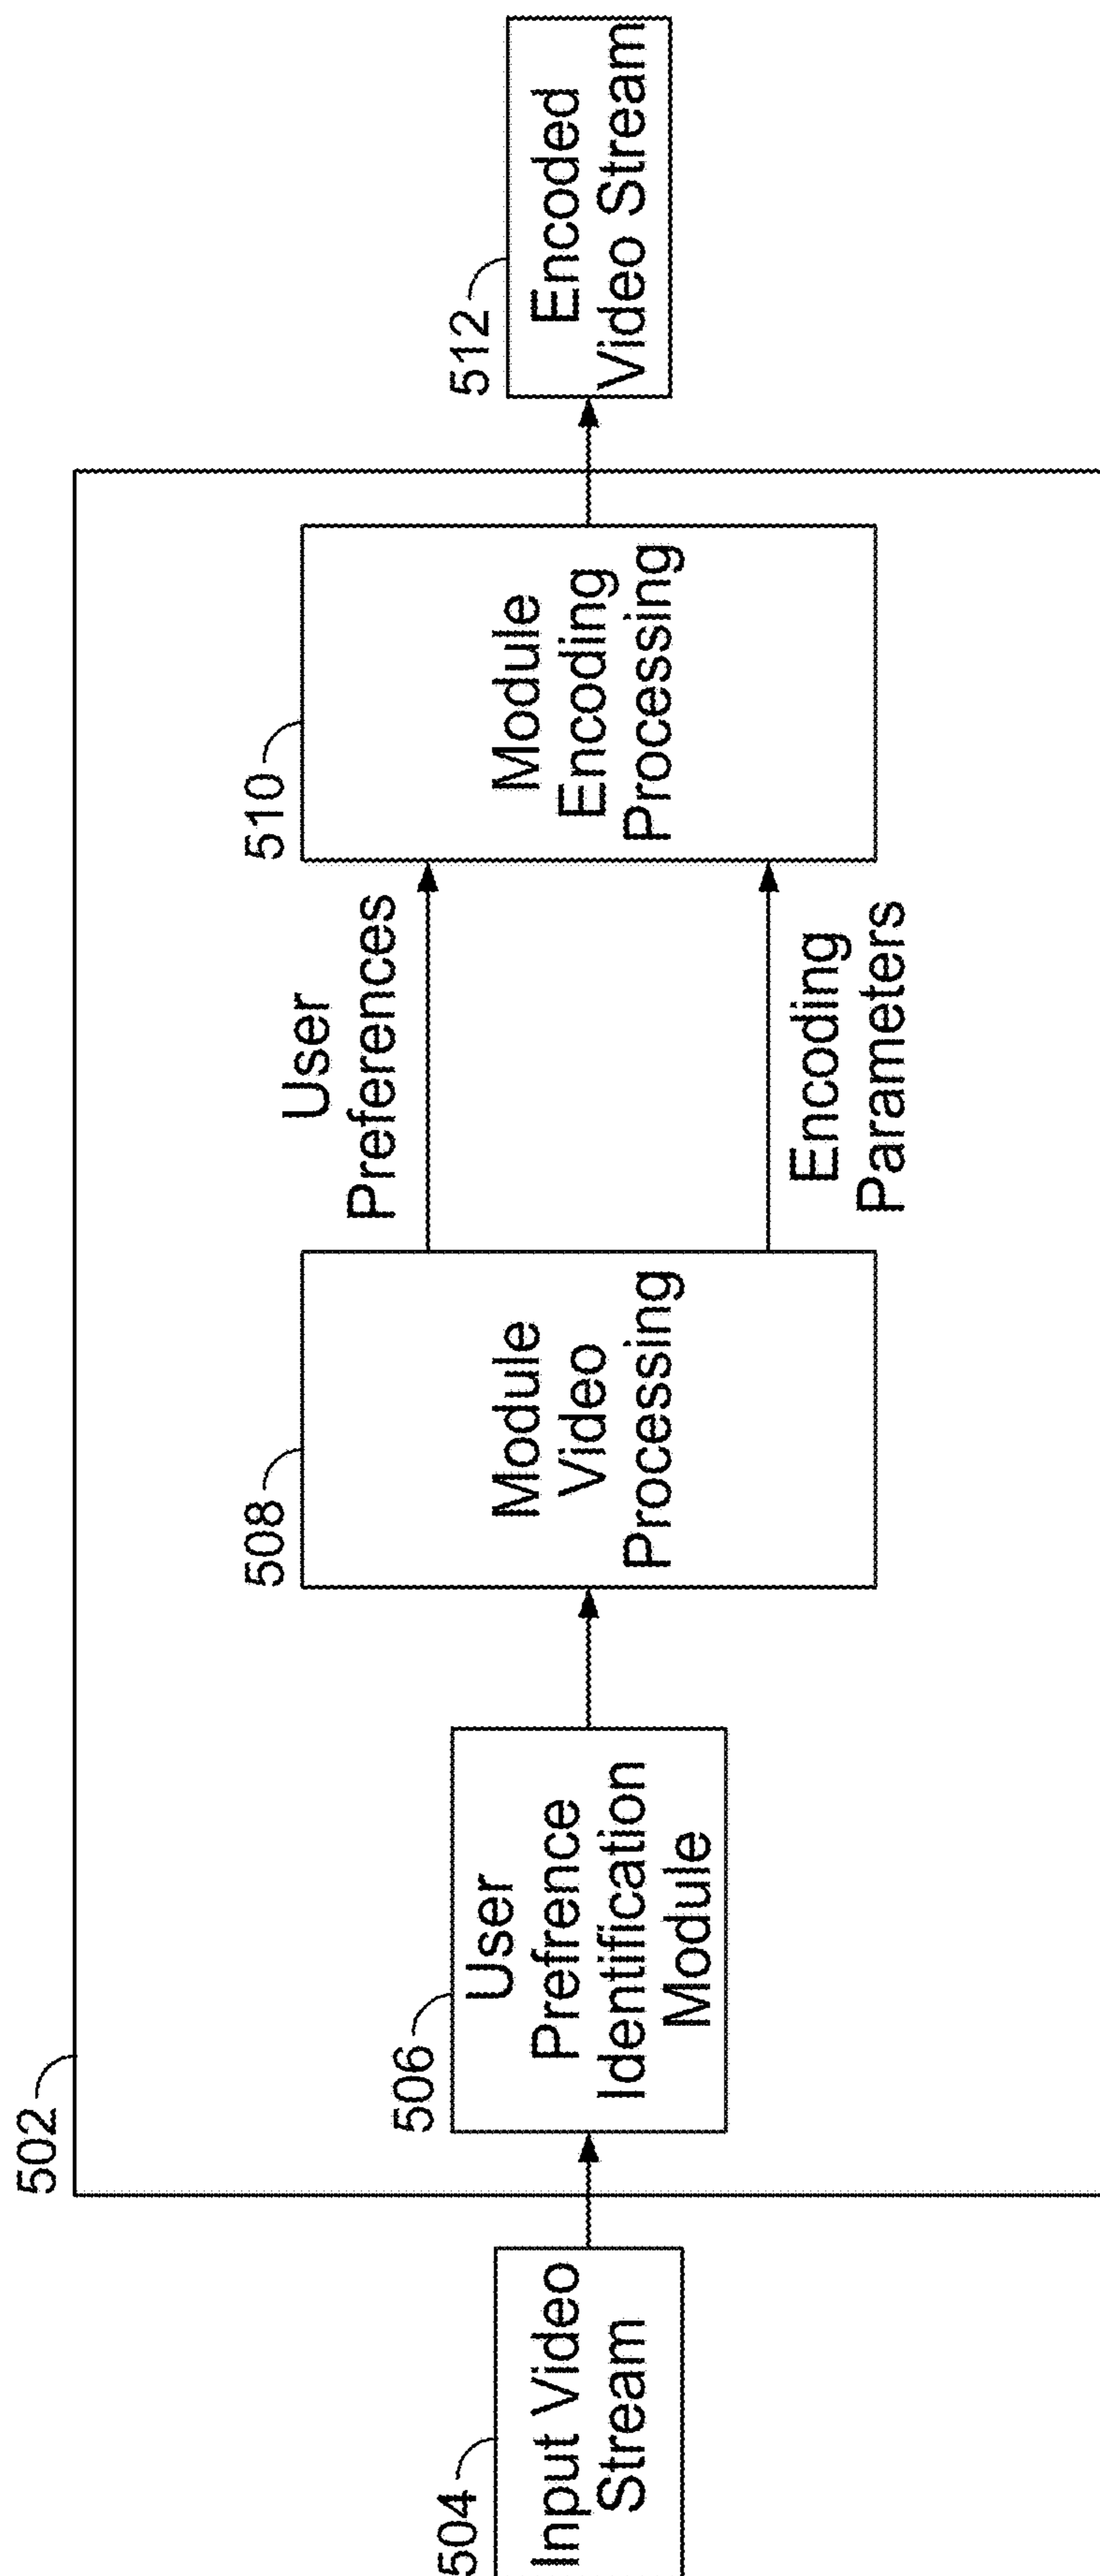 502
504
Input Video
Stream
506
User
Prefrence
Identification
Module
508
Module
Video
Processing
User
Preferences
Encoding
Parameters
510
Module
Encoding
Processing
512
Encoded
Video Stream